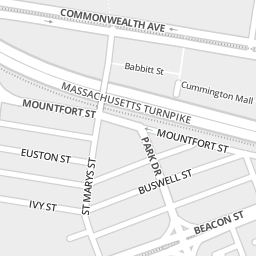 COMMONWEALTH AVE
Babbitt St
Cummington Mall
MASSACHUSETTS TURNPIKE
MOUNTFORT ST
MOUNTFORT ST
PARK DR
EUSTON ST
BUSWELL ST
ST MARYS ST
IVY ST
BEACON ST